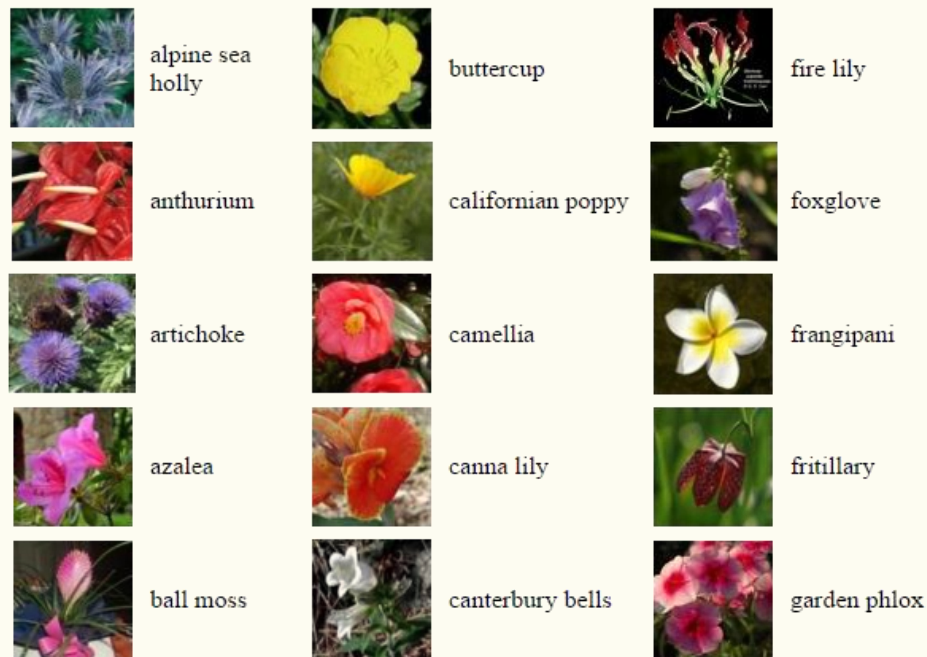 alpine sea
holly
buttercup
fire lily
anthurium
californian poppy
foxglove
artichoke
camellia
frangipani
azalea
canna lily
fritillary
ball moss
canterbury bells
garden phlox